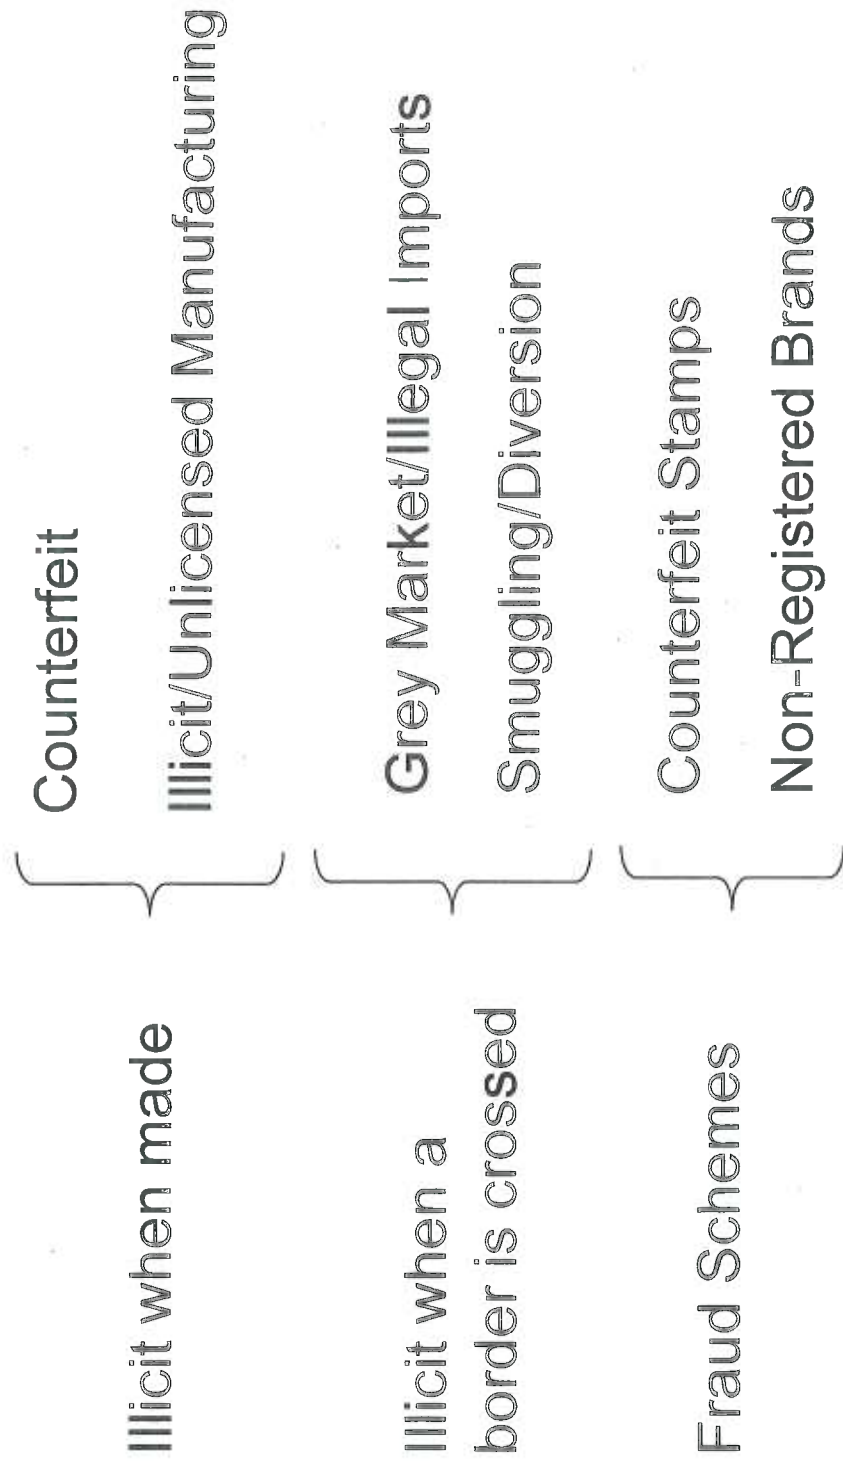 Illicit when made
Counterfeit
Illicit/Unlicensed Manufacturing
Illicit when a
border is crossed
Grey Market/Illegal Imports
Smuggling/Diversion
Fraud Schemes
Counterfeit Stamps
Non-Registered Brands